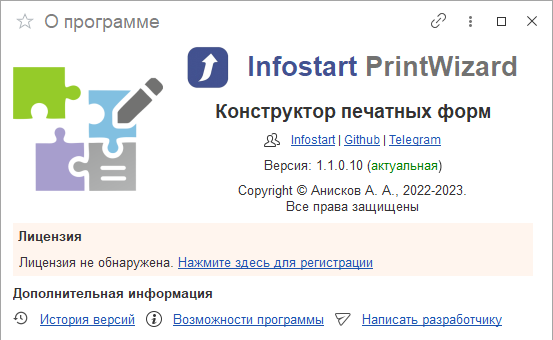 О программе
Infostart PrintWizard
Конструктор печатных форм
Infostart | Github | Telegram
Версия: 1.1.0.10 (актуальная)
Copyright © Анисков А. А., 2022-2023.
Все права защищены
Лицензия
Лицензия не обнаружена. Нажмите здесь для регистрации
Дополнительная информация
История версий Возможности программы Написать разработчику